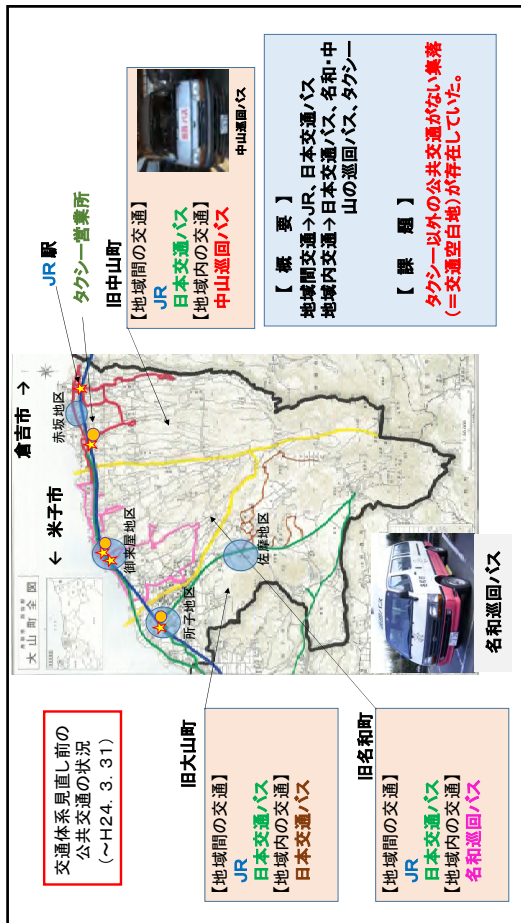 交通体系見直し前の
公共交通の状況
(～H24. 3. 31)
大山町全図
← 米子市
倉吉市 →
JR駅
タクシー営業所
赤坂地区
御来屋地区
所子地区
佐摩地区
旧中山町
【地域間の交通】
JR
日本交通バス
【地域内の交通】
中山巡回バス
中山巡回バス
旧大山町
【地域間の交通】
JR
日本交通バス
【地域内の交通】
日本交通バス
旧名和町
【地域間の交通】
JR
日本交通バス
【地域内の交通】
名和巡回バス
名和巡回バス
【 概 要 】
地域間交通→JR、日本交通バス
地域内交通→日本交通バス、名和・中
山の巡回バス、タクシー
【 課 題 】
タクシー以外の公共交通がない集落
(＝交通空白地)が存在していた。